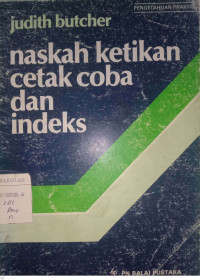 PENGETAHUAN PRAKTIS
judith butcher
naskah ketikan
cetak coba
dan
indeks
PN BALAI PUSTAKA